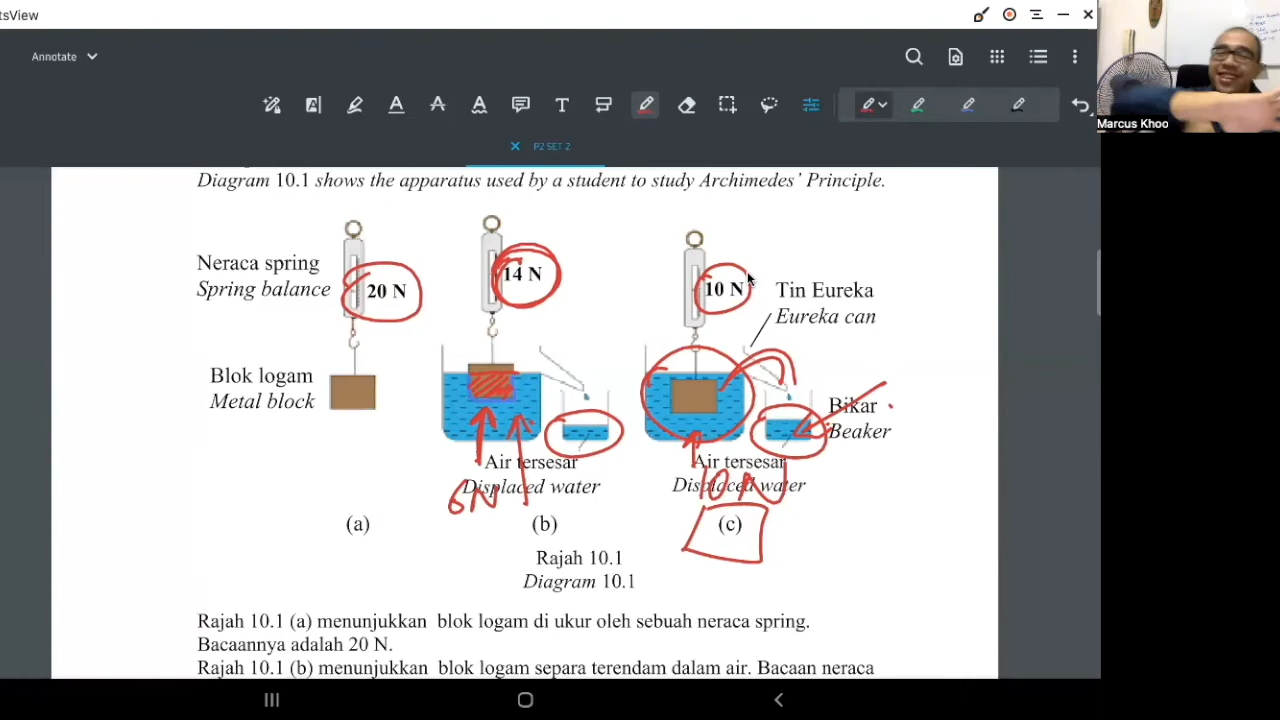 tsView
Annotate
Marcus Khoo
P2 SET 2
Diagram 10.1 shows the apparatus used by a student to study Archimedes' Principle.
Neraca spring
Spring balance
20 N
14 N
10 N
Tin Eureka
Eureka can
Blok logam
Metal block
Bikar
Beaker
Air tersesar
Displaced water
Air tersesar
Displaced water
6N
10 N
(a)
(b)
(c)
Rajah 10.1
Diagram 10.1
Rajah 10.1 (a) menunjukkan blok logam di ukur oleh sebuah neraca spring.
Bacaannya adalah 20 N.
Rajah 10.1 (b) menunjukkan blok logam separa terendam dalam air. Bacaan neraca